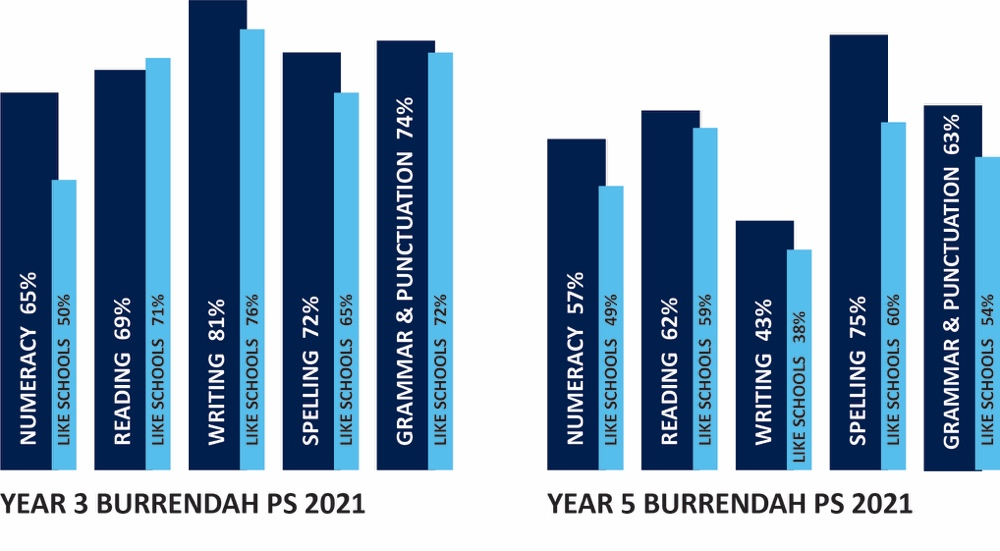 NUMERACY 65%
LIKE SCHOOLS 50%
READING 69%
LIKE SCHOOLS 71%
WRITING 81%
LIKE SCHOOLS 76%
SPELLING 72%
LIKE SCHOOLS 65%
GRAMMAR & PUNCTUATION 74%
LIKE SCHOOLS 72%
YEAR 3 BURRENDAH PS 2021
NUMERACY 57%
LIKE SCHOOLS 49%
READING 62%
LIKE SCHOOLS 59%
WRITING 43%
LIKE SCHOOLS 38%
SPELLING 75%
LIKE SCHOOLS 60%
GRAMMAR & PUNCTUATION 63%
LIKE SCHOOLS 54%
YEAR 5 BURRENDAH PS 2021